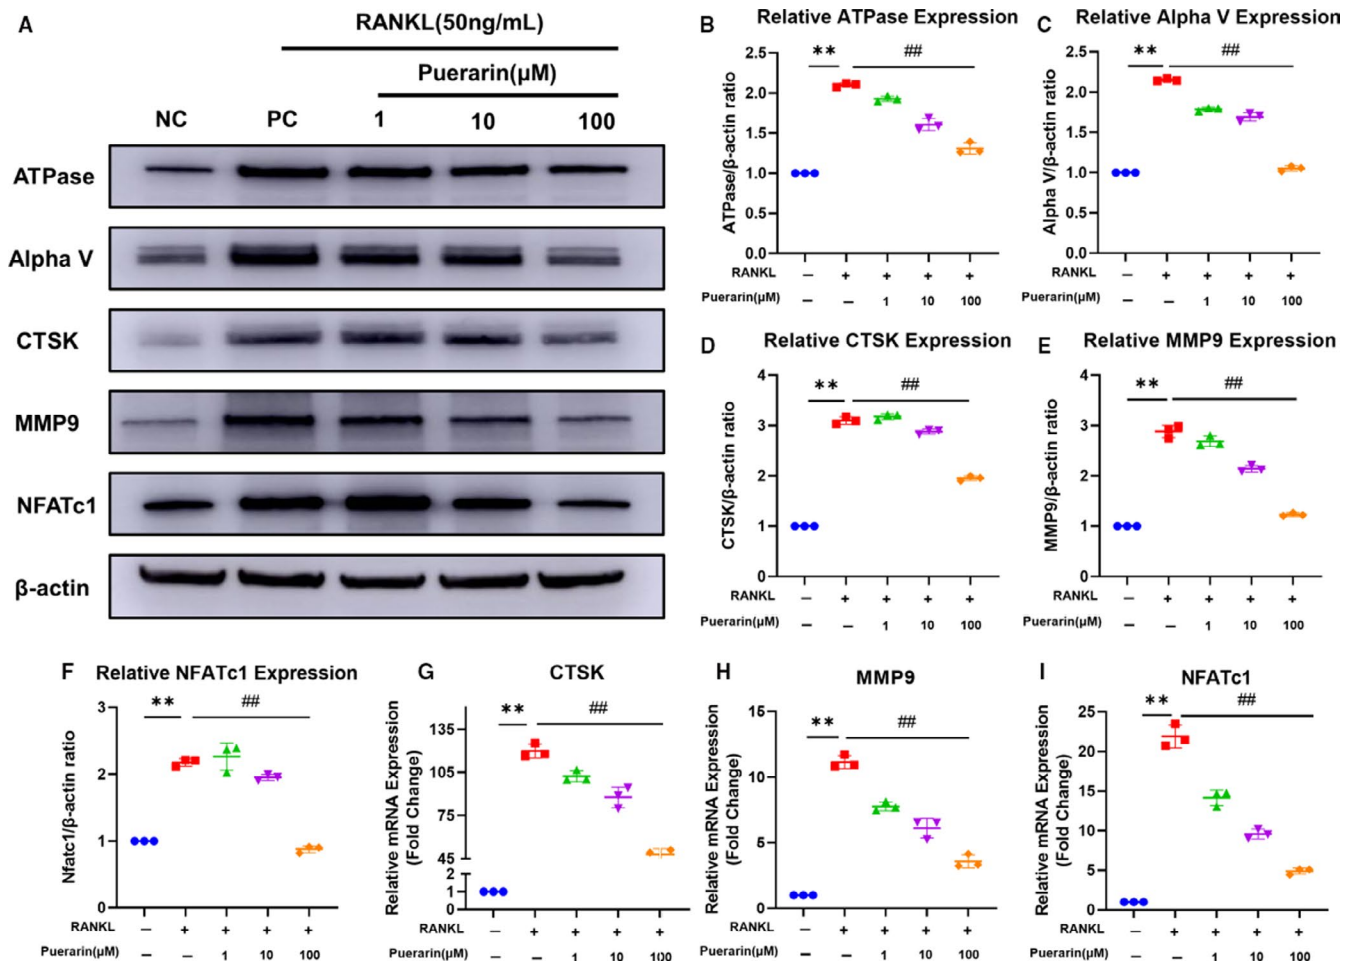 A
RANKL(50ng/mL)
Puerarin(μM)
NC PC 1 10 100
ATPase
Alpha V
CTSK
MMP9
NFATc1
β-actin
B Relative ATPase Expression
** ##
ATPase/β-actin ratio
2.5
2.0
1.5
1.0
0.5
0.0
RANKL — + + + +
Puerarin(μM) — — 1 10 100
C Relative Alpha V Expression
** ##
Alpha V/β-actin ratio
2.5
2.0
1.5
1.0
0.5
0.0
RANKL — + + + +
Puerarin(μM) — — 1 10 100
D Relative CTSK Expression
** ##
CTSK/β-actin ratio
4
3
2
1
0
RANKL — + + + +
Puerarin(μM) — — 1 10 100
E Relative MMP9 Expression
** ##
MMP9/β-actin ratio
4
3
2
1
0
RANKL — + + + +
Puerarin(μM) — — 1 10 100
F Relative NFATc1 Expression
** ##
Nfatc1/β-actin ratio
3
2
1
0
RANKL — + + + +
Puerarin(μM) — — 1 10 100
G CTSK
** ##
Relative mRNA Expression
(Fold Change)
135
105
75
45
2
1
0
RANKL — + + + +
Puerarin(μM) — — 1 10 100
H MMP9
** ##
Relative mRNA Expression
(Fold Change)
15
10
5
0
RANKL — + + + +
Puerarin(μM) — — 1 10 100
I NFATc1
** ##
Relative mRNA Expression
(Fold Change)
25
20
15
10
5
0
RANKL — + + + +
Puerarin(μM) — — 1 10 100